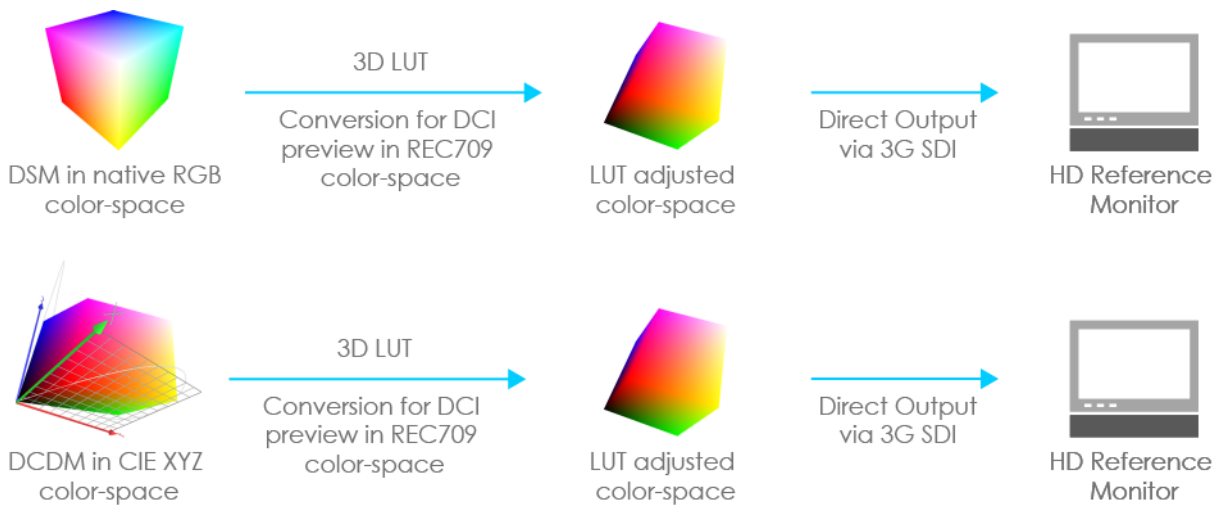 3D LUT
Conversion for DCI
preview in REC709
color-space
Direct Output
via 3G SDI
DSM in native RGB
color-space
LUT adjusted
color-space
HD Reference
Monitor
3D LUT
Conversion for DCI
preview in REC709
color-space
Direct Output
via 3G SDI
DCDM in CIE XYZ
color-space
LUT adjusted
color-space
HD Reference
Monitor